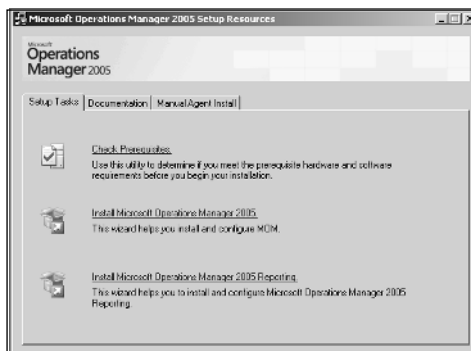 Microsoft Operations Manager 2005 Setup Resources
Microsoft
Operations
Manager 2005
Setup Tasks Documentation Manual Agent Install
Check Prerequisites
Use this utility to determine if you meet the prerequisite hardware and software
requirements before you begin your installation.
Install Microsoft Operations Manager 2005
This wizard helps you install and configure MOM.
Install Microsoft Operations Manager 2005 Reporting
This wizard helps you to install and configure Microsoft Operations Manager 2005
Reporting.